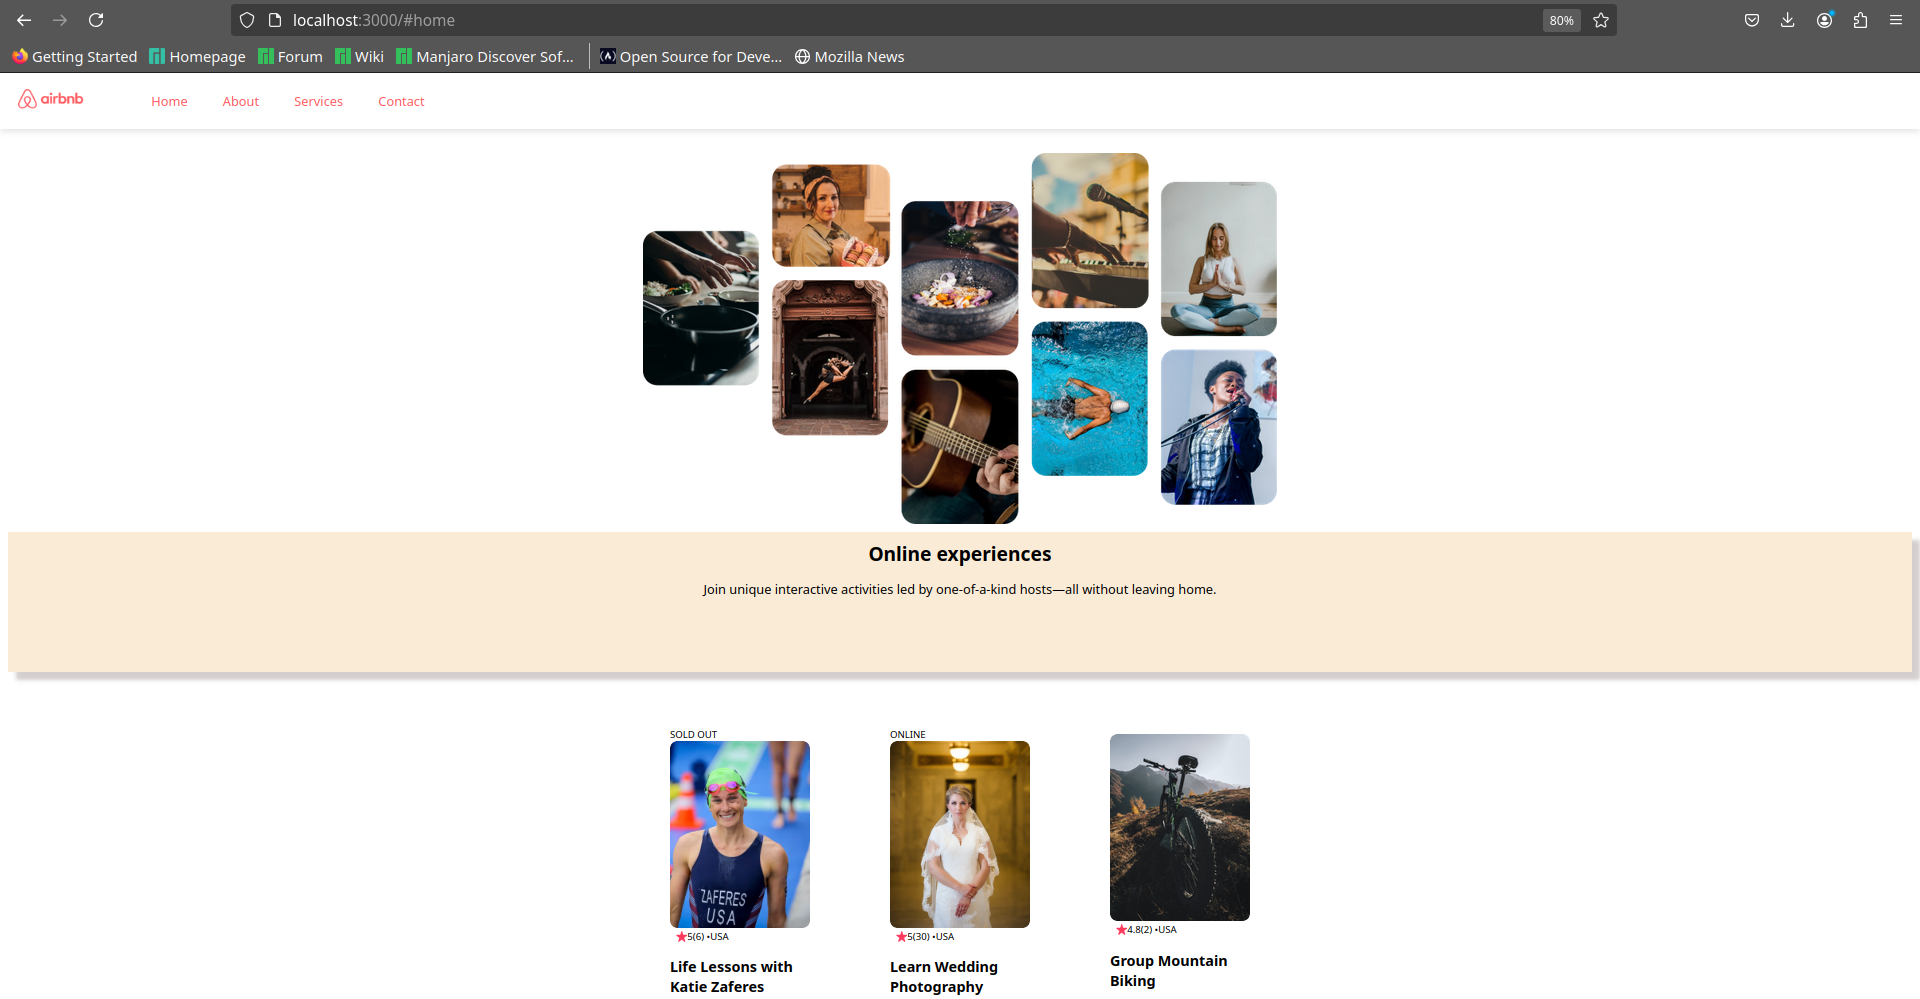 localhost:3000/#home
80%
Getting Started
Homepage
Forum
Wiki
Manjaro Discover Sof...
Open Source for Deve...
Mozilla News
airbnb
Home
About
Services
Contact
Online experiences
Join unique interactive activities led by one-of-a-kind hosts—all without leaving home.
SOLD OUT
ZAFERES
USA
5(6) •USA
Life Lessons with
Katie Zaferes
ONLINE
5(30) •USA
Learn Wedding
Photography
4.8(2) •USA
Group Mountain
Biking